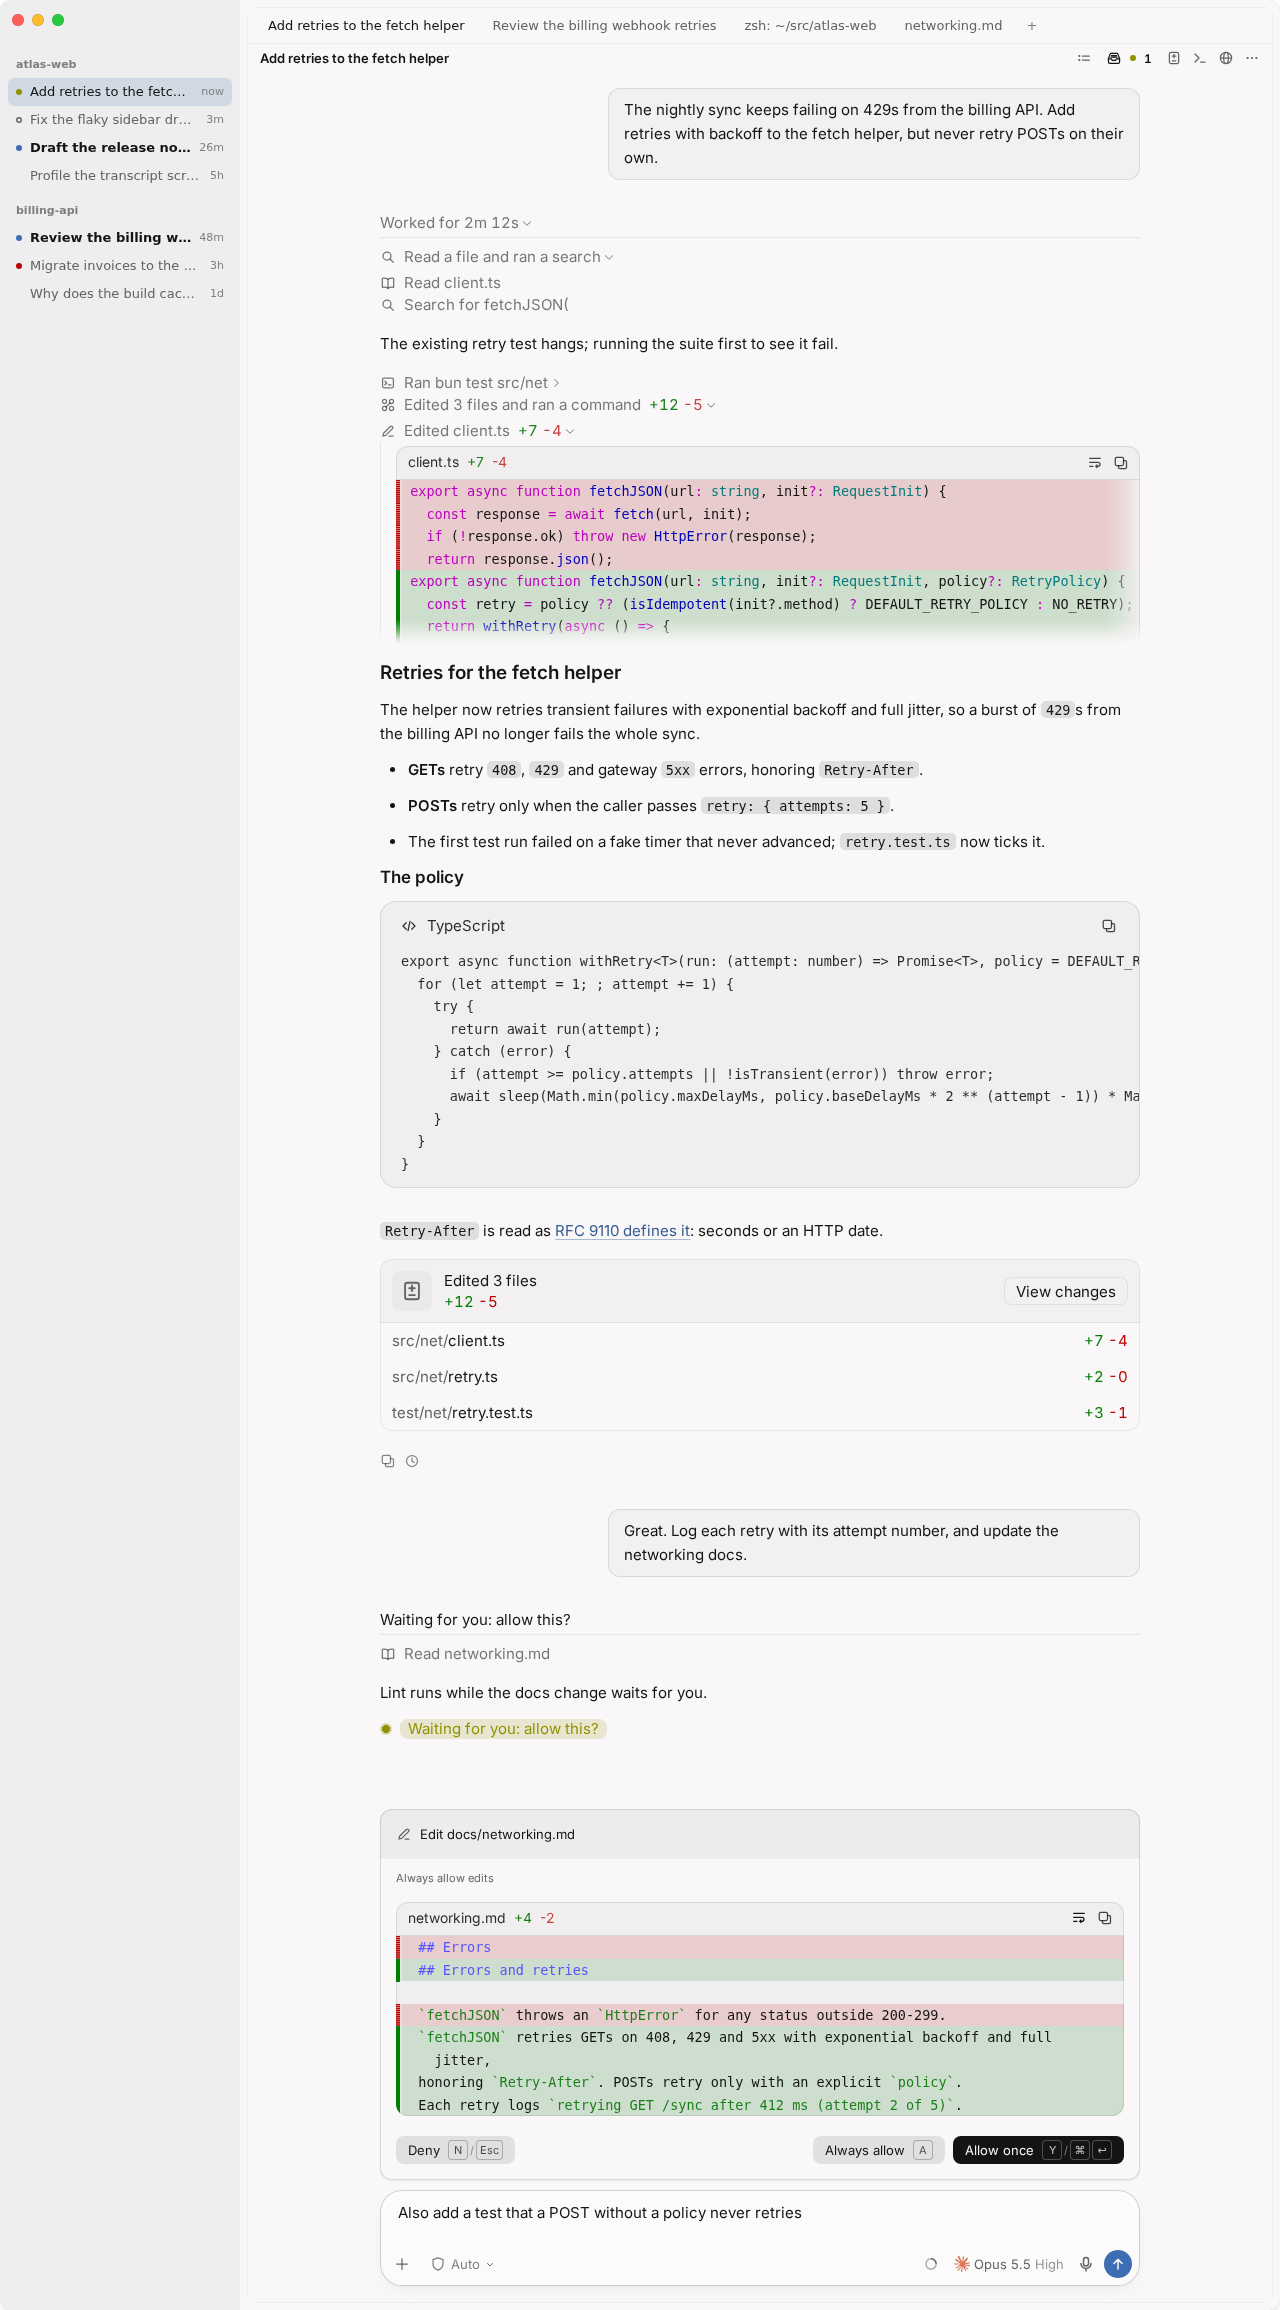 atlas-web
Add retries to the fetc... now
Fix the flaky sidebar dr... 3m
Draft the release no... 26m
Profile the transcript scr... 5h
billing-api
Review the billing w... 48m
Migrate invoices to the ... 3h
Why does the build cac... 1d
Add retries to the fetch helper Review the billing webhook retries zsh: ~/src/atlas-web networking.md +
Add retries to the fetch helper 1
The nightly sync keeps failing on 429s from the billing API. Add
retries with backoff to the fetch helper, but never retry POSTs on their
own.
Worked for 2m 12s
Read a file and ran a search
Read client.ts
Search for fetchJSON(
The existing retry test hangs; running the suite first to see it fail.
Ran bun test src/net
Edited 3 files and ran a command +12 -5
Edited client.ts +7 -4
client.ts +7 -4
export async function fetchJSON(url: string, init?: RequestInit) {
const response = await fetch(url, init);
if (!response.ok) throw new HttpError(response);
return response.json();
export async function fetchJSON(url: string, init?: RequestInit, policy?: RetryPolicy) {
const retry = policy ?? (isIdempotent(init?.method) ? DEFAULT_RETRY_POLICY : NO_RETRY);
return withRetry(async () => {
Retries for the fetch helper
The helper now retries transient failures with exponential backoff and full jitter, so a burst of 429s from
the billing API no longer fails the whole sync.
• GETs retry 408, 429 and gateway 5xx errors, honoring Retry-After.
• POSTs retry only when the caller passes retry: { attempts: 5 }.
• The first test run failed on a fake timer that never advanced; retry.test.ts now ticks it.
The policy
TypeScript
export async function withRetry<T>(run: (attempt: number) => Promise<T>, policy = DEFAULT_R
for (let attempt = 1; ; attempt += 1) {
try {
return await run(attempt);
} catch (error) {
if (attempt >= policy.attempts || !isTransient(error)) throw error;
await sleep(Math.min(policy.maxDelayMs, policy.baseDelayMs * 2 ** (attempt - 1)) * Ma
}
}
}
Retry-After is read as RFC 9110 defines it: seconds or an HTTP date.
Edited 3 files
+12 -5
View changes
src/net/client.ts +7 -4
src/net/retry.ts +2 -0
test/net/retry.test.ts +3 -1
Great. Log each retry with its attempt number, and update the
networking docs.
Waiting for you: allow this?
Read networking.md
Lint runs while the docs change waits for you.
Waiting for you: allow this?
Edit docs/networking.md
Always allow edits
networking.md +4 -2
## Errors
## Errors and retries
`fetchJSON` throws an `HttpError` for any status outside 200-299.
`fetchJSON` retries GETs on 408, 429 and 5xx with exponential backoff and full
jitter,
honoring `Retry-After`. POSTs retry only with an explicit `policy`.
Each retry logs `retrying GET /sync after 412 ms (attempt 2 of 5)`.
Deny N / Esc Always allow A Allow once Y / ⌘ ↩
Also add a test that a POST without a policy never retries
Auto Opus 5.5 High